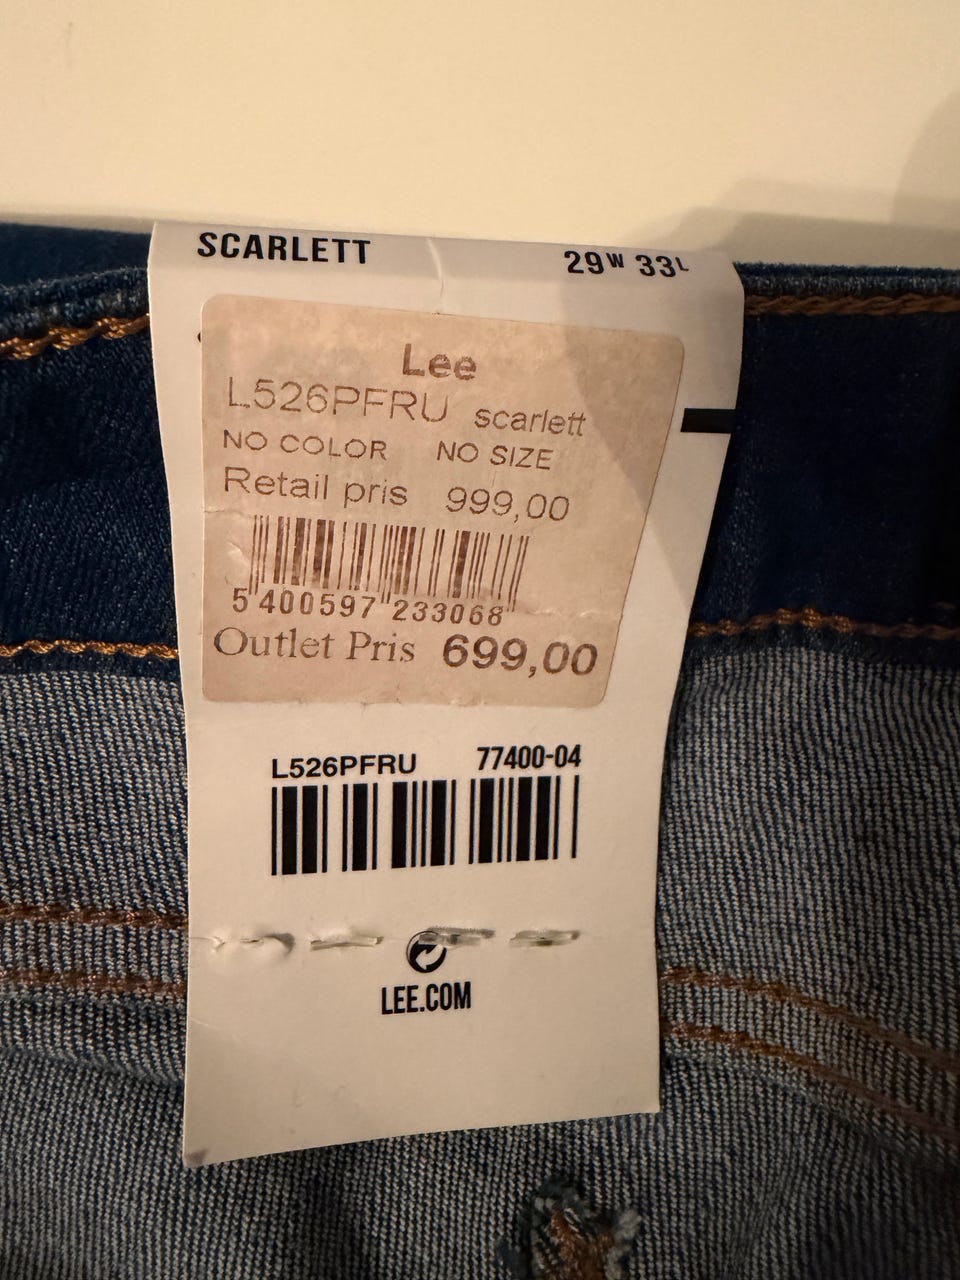 SCARLETT 29W 33L
Lee
L526PFRU scarlett
NO COLOR NO SIZE
Retail pris 999,00
5 400597 233068
Outlet Pris 699,00
L526PFRU 77400-04
LEE.COM